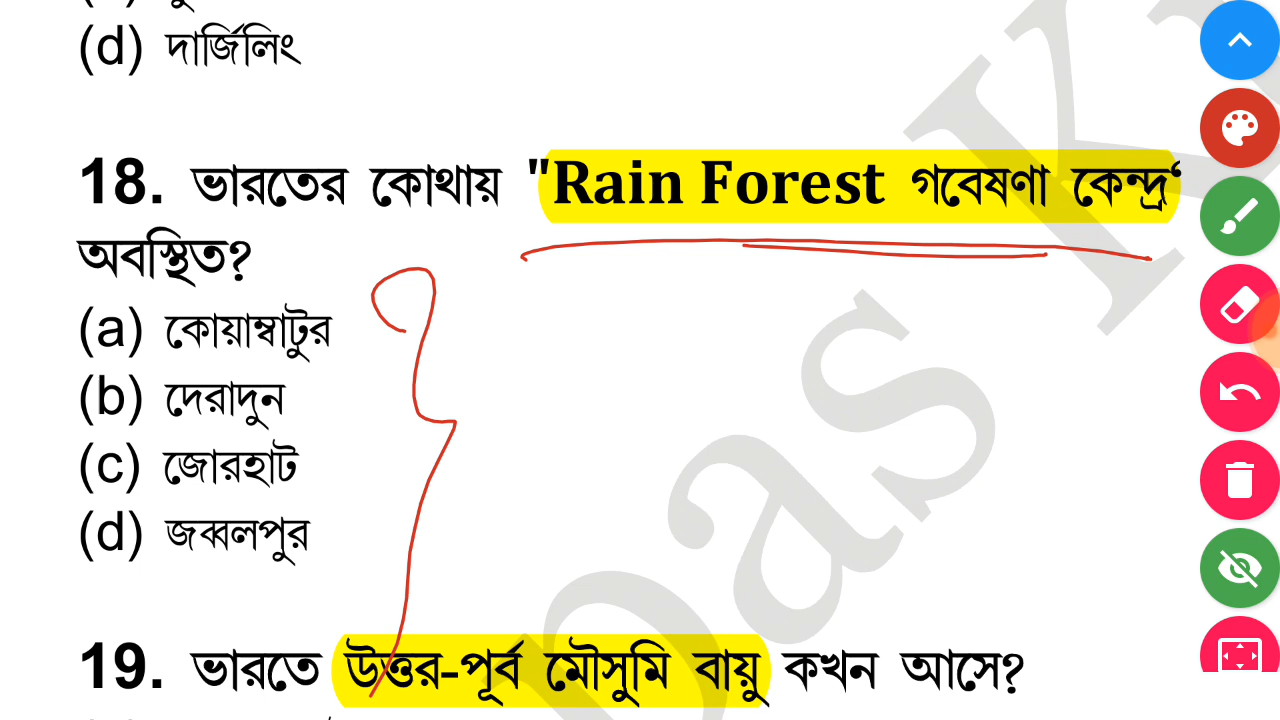 (d) দার্জিলিং
18. ভারতের কোথায় "Rain Forest গবেষণা কেন্দ্র‘
অবস্থিত?
(a) কোয়াম্বাটুর
(b) দেরাদুন
(c) জোরহাট
(d) জব্বলপুর
19. ভারতে উত্তর-পূর্ব মৌসুমি বায়ু কখন আসে?